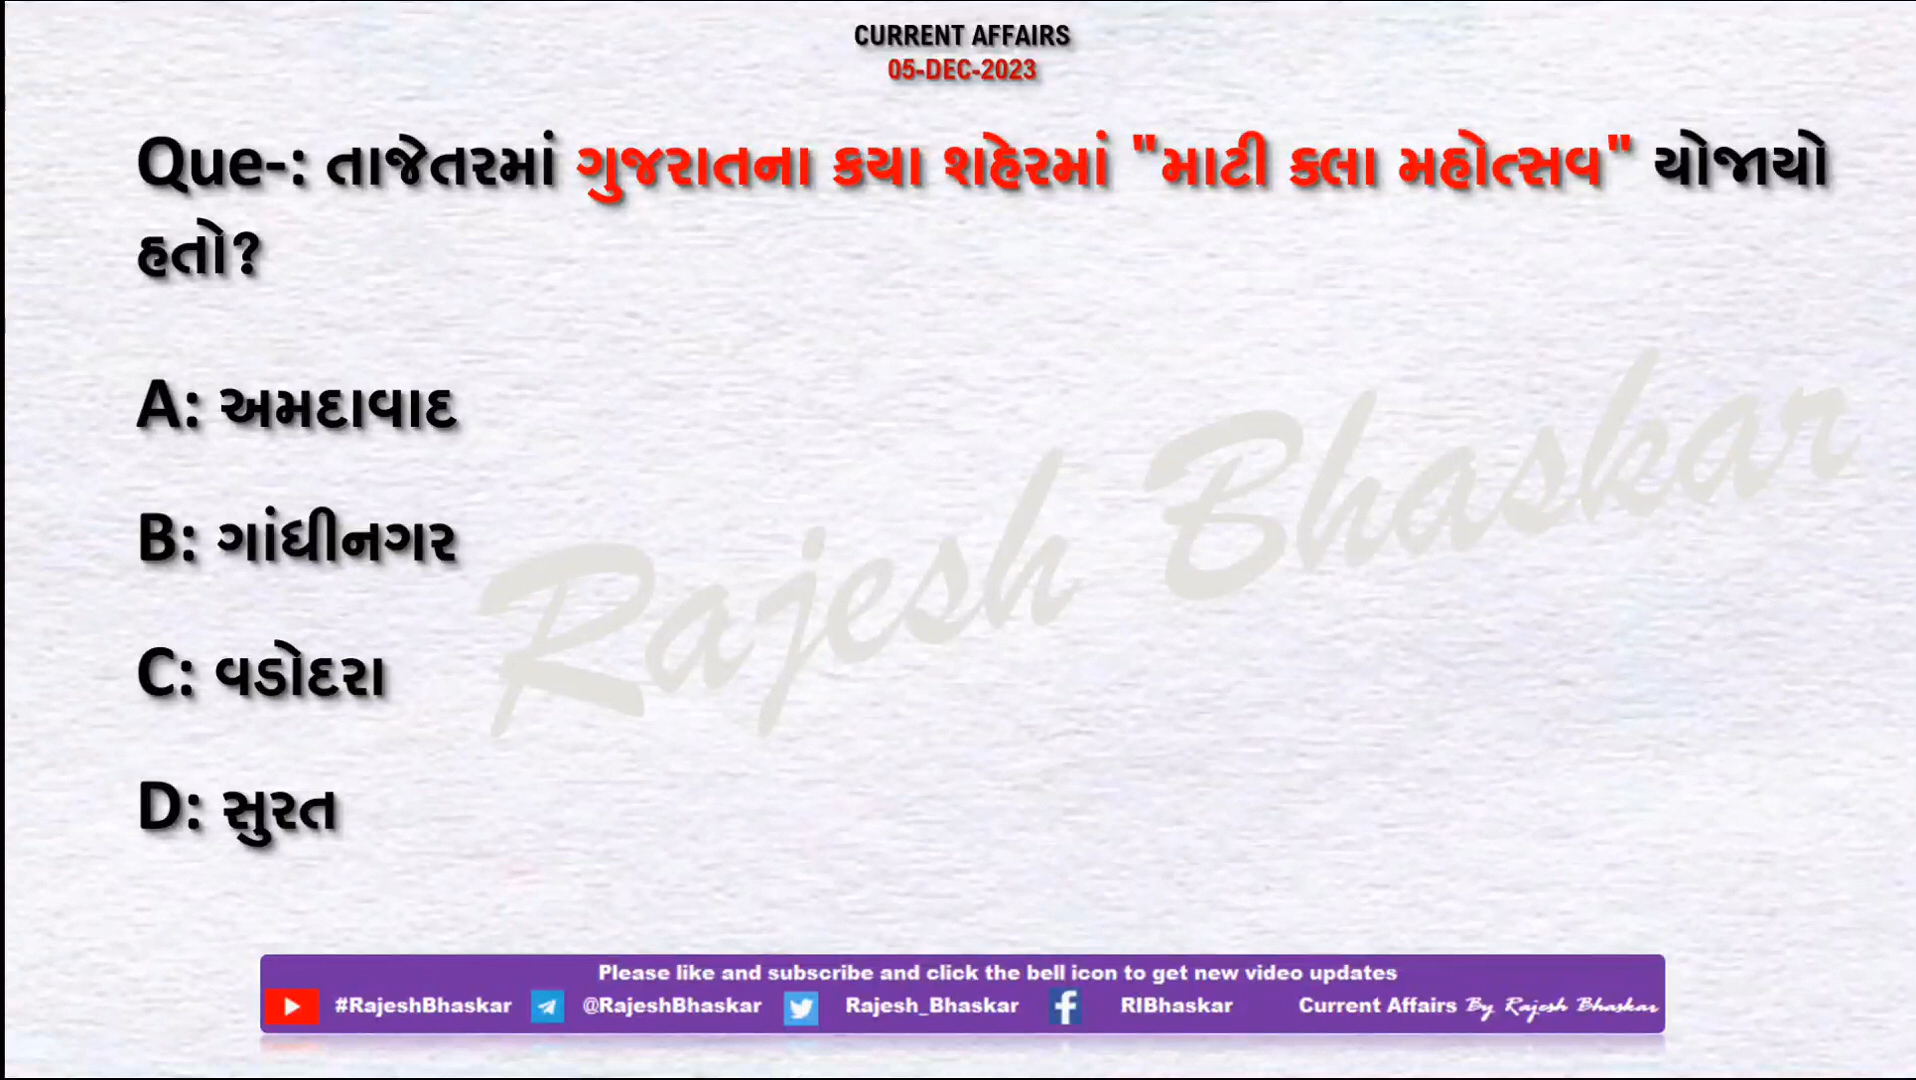 CURRENT AFFAIRS
05-DEC-2023
Que-: તાજેતરમાં ગુજરાતના કયા શહેરમાં "માટી કલા મહોત્સવ" યોજાયો
હતો?
A: અમદાવાદ
B: ગાંધીનગર
C: વડોદરા
D: સુરત
Rajesh Bhaskar
Please like and subscribe and click the bell icon to get new video updates
#RajeshBhaskar @RajeshBhaskar Rajesh_Bhaskar RIBhaskar Current Affairs By Rajesh Bhaskar